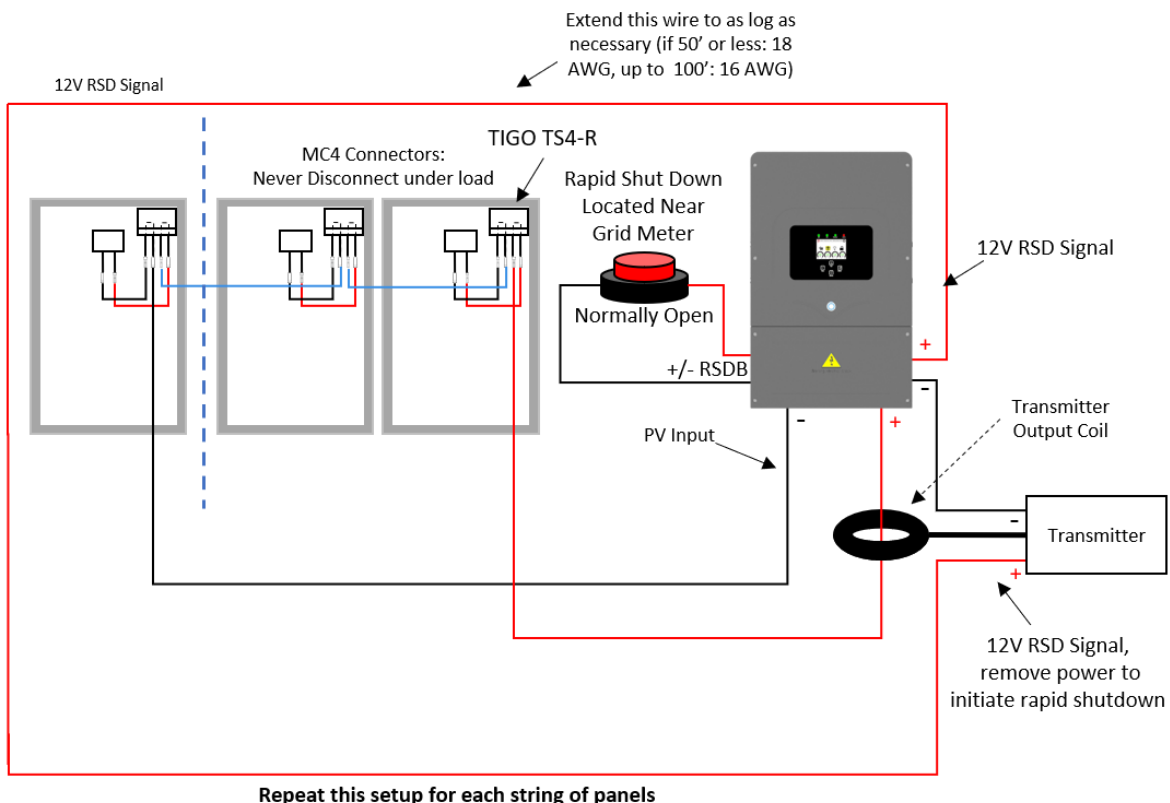 Extend this wire to as log as
necessary (if 50' or less: 18
AWG, up to  100': 16 AWG)
12V RSD Signal
TIGO TS4-R
MC4 Connectors:
Never Disconnect under load
Rapid Shut Down
Located Near
Grid Meter
12V RSD Signal
Normally Open
+
+/- RSDB
-
-
+
PV Input
Transmitter
Output Coil
-
Transmitter
+
12V RSD Signal,
remove power to
initiate rapid shutdown
Repeat this setup for each string of panels